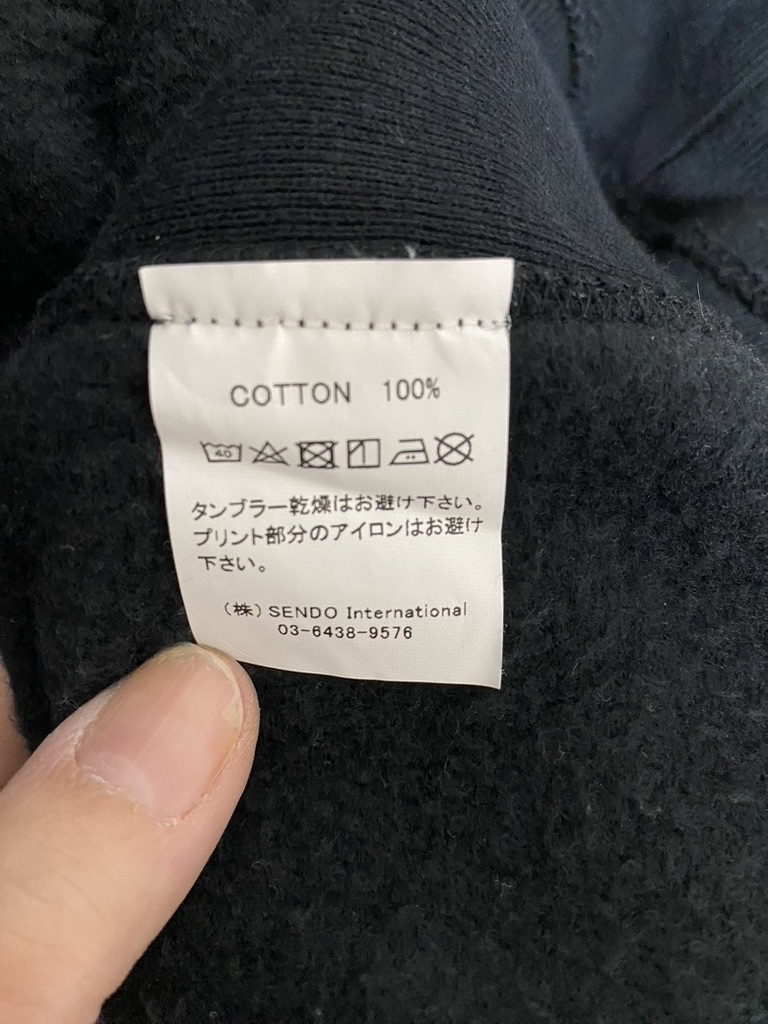 COTTON 100%
40
タンブラー乾燥はお避け下さい。
プリント部分のアイロンはお避け
下さい。
(株) SENDO International
03-6438-9576